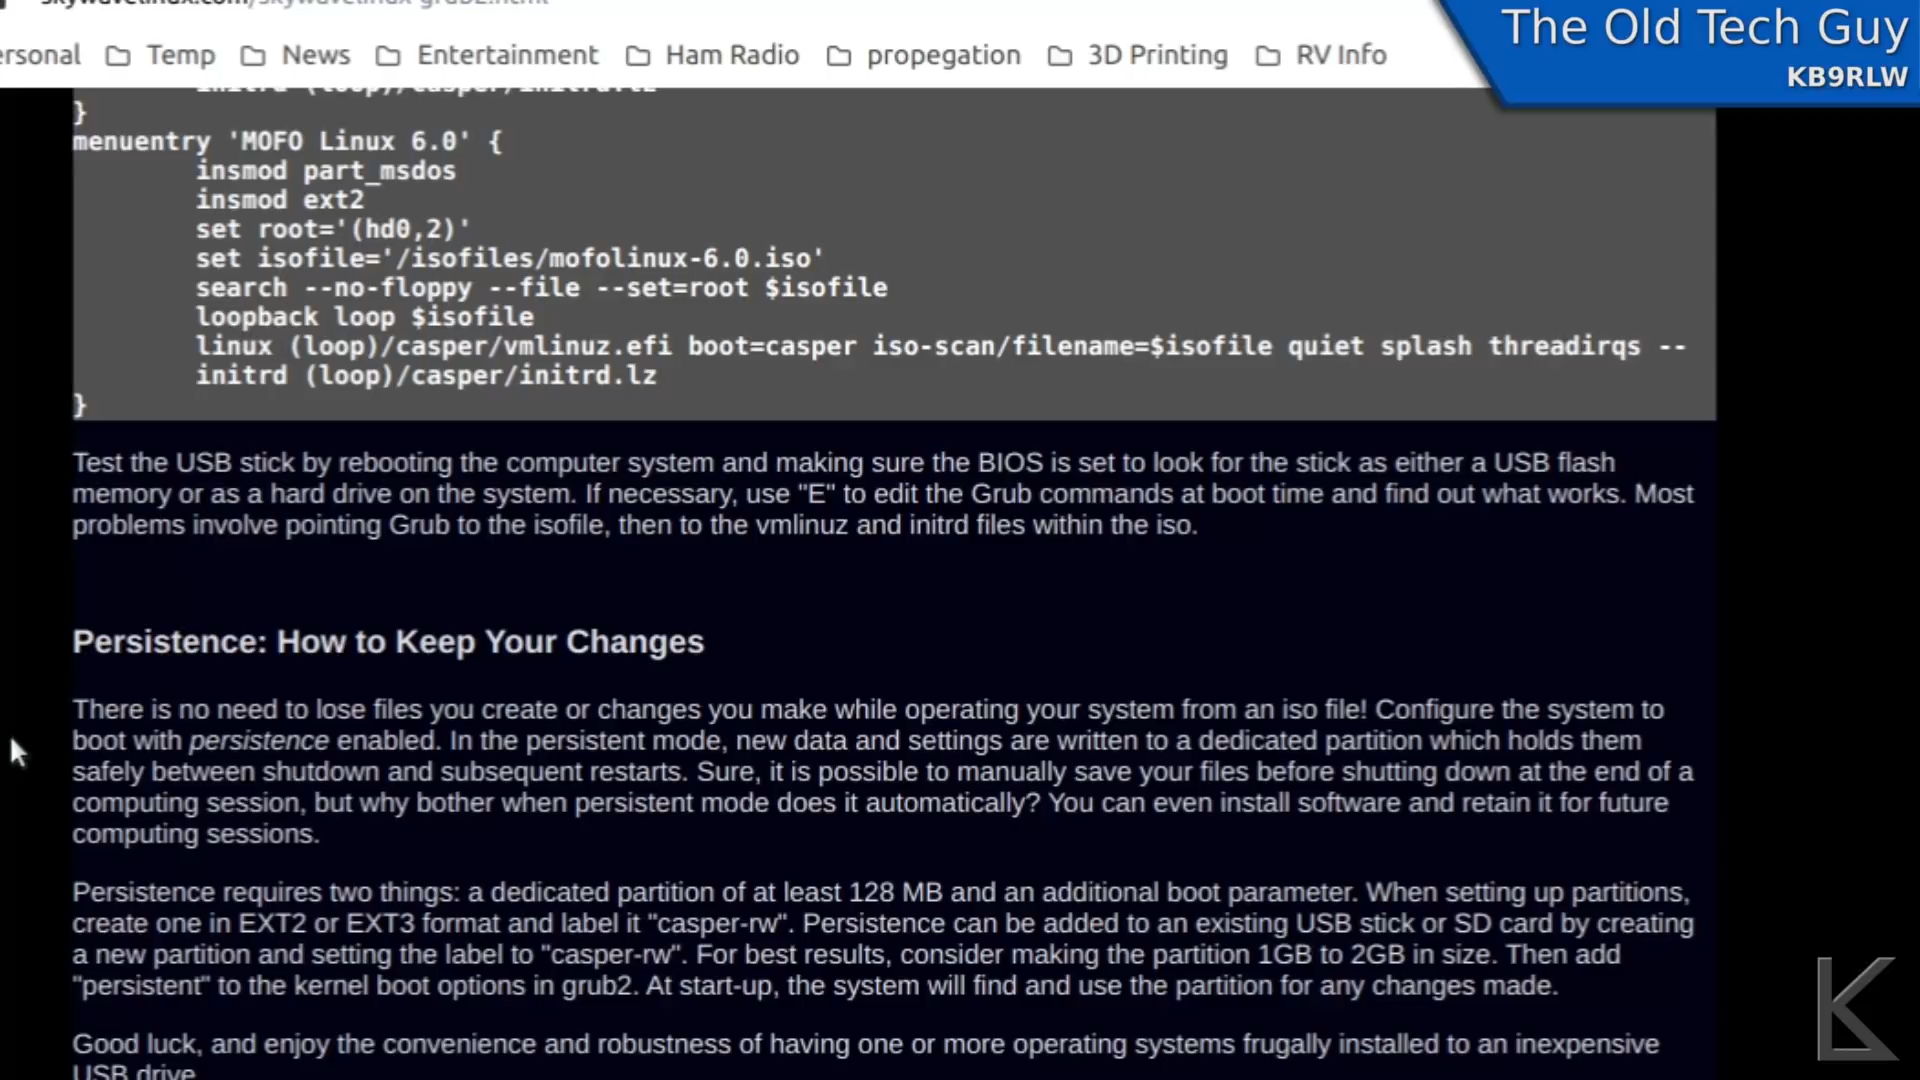 skywavelinux.com/skywavelinux-grub2.html
The Old Tech Guy
KB9RLW
ersonal Temp News Entertainment Ham Radio propegation 3D Printing RV Info
initrd (loop)/casper/initrd.lz
}
menuentry 'MOFO Linux 6.0' {
insmod part_msdos
insmod ext2
set root='(hd0,2)'
set isofile='/isofiles/mofolinux-6.0.iso'
search --no-floppy --file --set=root $isofile
loopback loop $isofile
linux (loop)/casper/vmlinuz.efi boot=casper iso-scan/filename=$isofile quiet splash threadirqs --
initrd (loop)/casper/initrd.lz
}
Test the USB stick by rebooting the computer system and making sure the BIOS is set to look for the stick as either a USB flash
memory or as a hard drive on the system. If necessary, use "E" to edit the Grub commands at boot time and find out what works. Most
problems involve pointing Grub to the isofile, then to the vmlinuz and initrd files within the iso.
Persistence: How to Keep Your Changes
There is no need to lose files you create or changes you make while operating your system from an iso file! Configure the system to
boot with persistence enabled. In the persistent mode, new data and settings are written to a dedicated partition which holds them
safely between shutdown and subsequent restarts. Sure, it is possible to manually save your files before shutting down at the end of a
computing session, but why bother when persistent mode does it automatically? You can even install software and retain it for future
computing sessions.
Persistence requires two things: a dedicated partition of at least 128 MB and an additional boot parameter. When setting up partitions,
create one in EXT2 or EXT3 format and label it "casper-rw". Persistence can be added to an existing USB stick or SD card by creating
a new partition and setting the label to "casper-rw". For best results, consider making the partition 1GB to 2GB in size. Then add
"persistent" to the kernel boot options in grub2. At start-up, the system will find and use the partition for any changes made.
Good luck, and enjoy the convenience and robustness of having one or more operating systems frugally installed to an inexpensive
USB drive
K